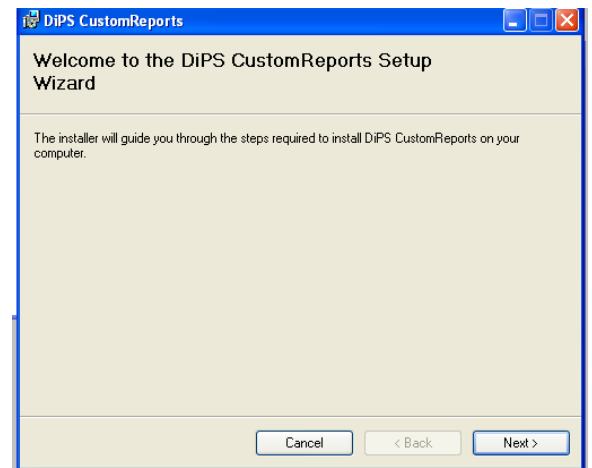 DiPS CustomReports
Welcome to the DiPS CustomReports Setup
Wizard
The installer will guide you through the steps required to install DiPS CustomReports on your
computer.
Cancel
< Back
Next >